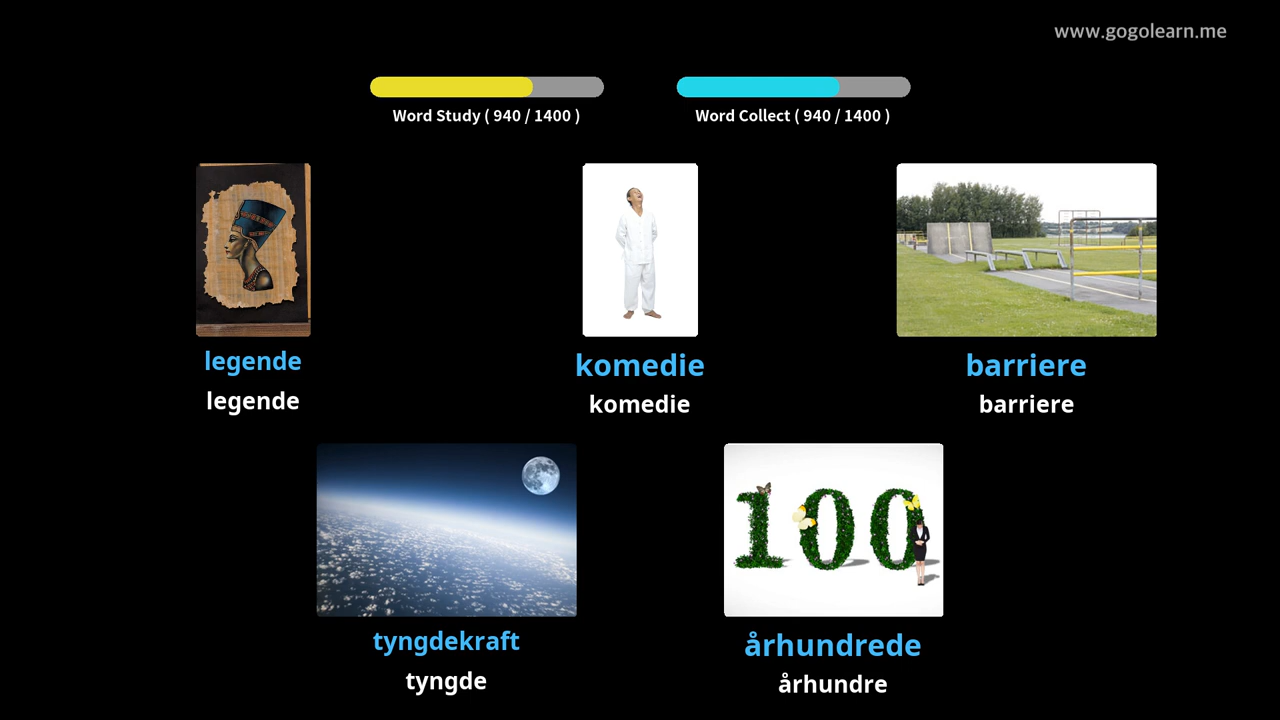 www.gogolearn.me
Word Study ( 940 / 1400 )
Word Collect ( 940 / 1400 )
legende
legende
komedie
komedie
barriere
barriere
100
tyngdekraft
tyngde
århundrede
århundre